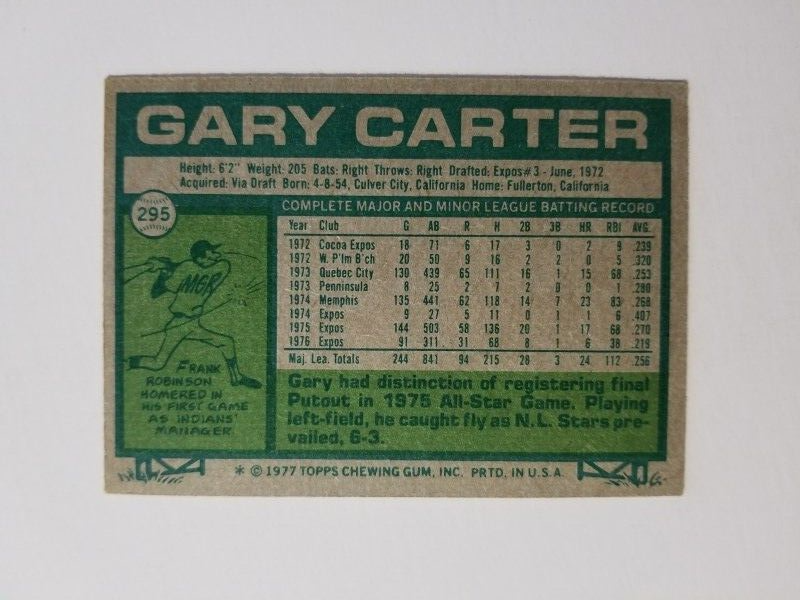 GARY CARTER
Height: 6'2" Weight: 205 Bats: Right Throws: Right Drafted: Expos #3 - June, 1972
Acquired: Via Draft Born: 4-8-54, Culver City, California Home: Fullerton, California
295
COMPLETE MAJOR AND MINOR LEAGUE BATTING RECORD
Year Club G AB R H 2B 3B HR RBI AVG.
1972 Cocoa Expos 18 71 6 17 3 0 2 9 .239
1972 W. P'lm B'ch 20 50 9 16 2 2 0 5 .320
1973 Quebec City 130 439 65 111 16 1 15 68 .253
1973 Penninsula 8 25 2 7 2 0 0 1 .280
1974 Memphis 135 441 62 118 14 7 23 83 .268
1974 Expos 9 27 5 11 0 1 1 6 .407
1975 Expos 144 503 58 136 20 1 17 68 .270
1976 Expos 91 311 31 68 8 1 6 38 .219
Maj. Lea. Totals 244 841 94 215 28 3 24 112 .256
MGR
FRANK
ROBINSON
HOMERED IN
HIS FIRST GAME
AS INDIANS'
MANAGER.
Gary had distinction of registering final
Putout in 1975 All-Star Game. Playing
left-field, he caught fly as N.L. Stars pre-
vailed, 6-3.
* © 1977 TOPPS CHEWING GUM, INC. PRTD. IN U.S.A.